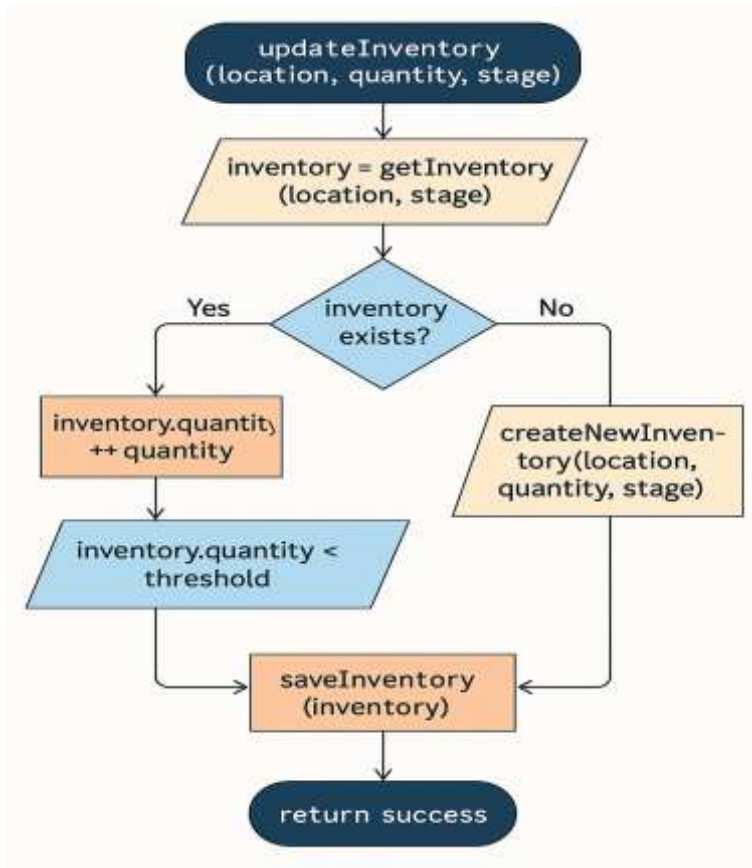 updateInventory
(location, quantity, stage)
inventory = getInventory
(location, stage)
inventory
exists?
Yes
No
inventory.quantity
++ quantity
createNewInven-
tory(location,
quantity, stage)
inventory.quantity <
threshold
saveInventory
(inventory)
return success